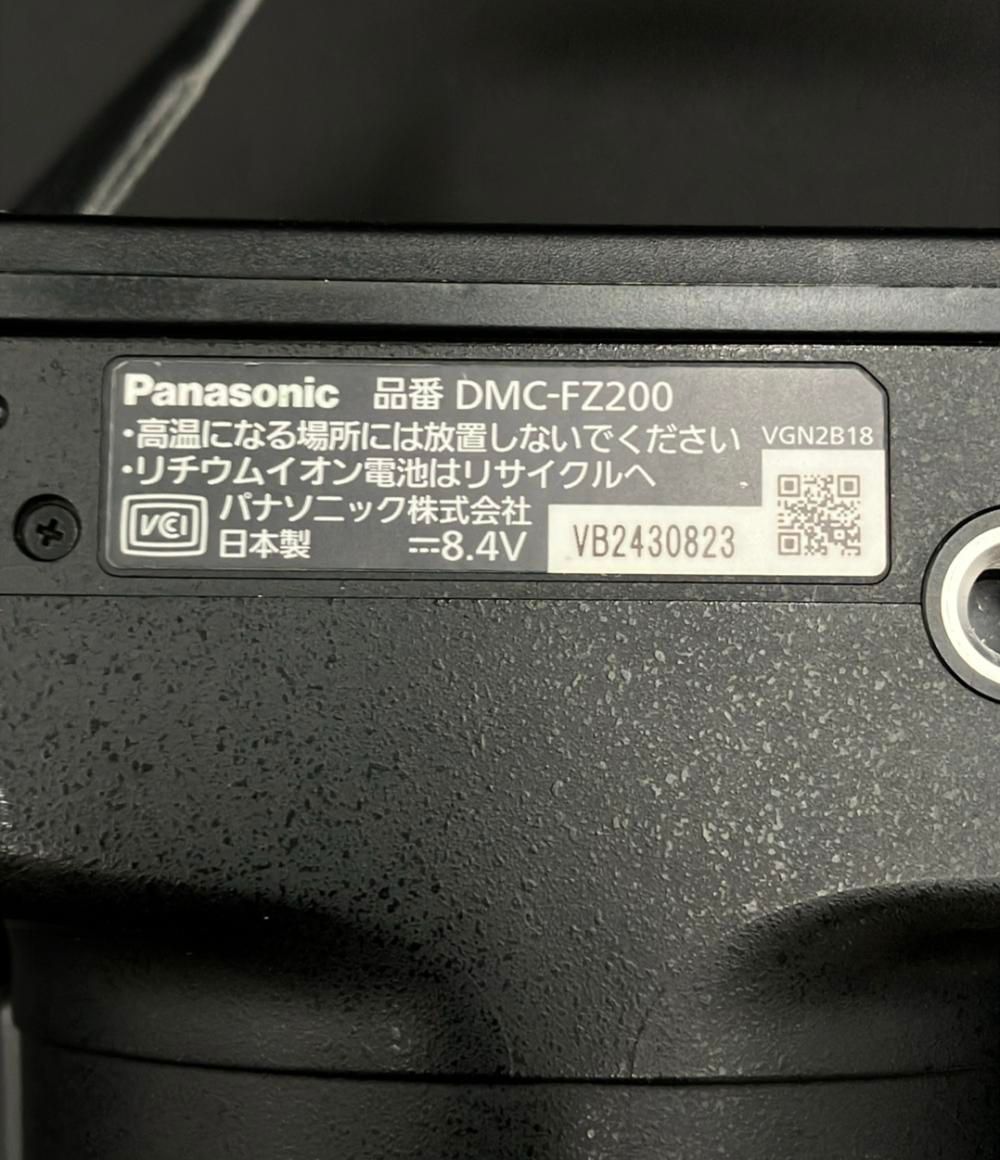 Panasonic 品番 DMC-FZ200
・高温になる場所には放置しないでください VGN2B18
・リチウムイオン電池はリサイクルへ
VCCI パナソニック株式会社
日本製 ⎓8.4V VB2430823